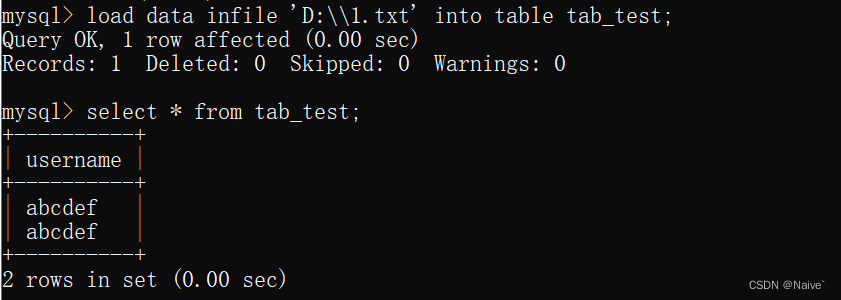 mysql> load data infile 'D:\\1.txt' into table tab_test;
Query OK, 1 row affected (0.00 sec)
Records: 1  Deleted: 0  Skipped: 0  Warnings: 0
mysql> select * from tab_test;
+----------+
| username |
+----------+
| abcdef   |
| abcdef   |
+----------+
2 rows in set (0.00 sec)
CSDN @Naive`